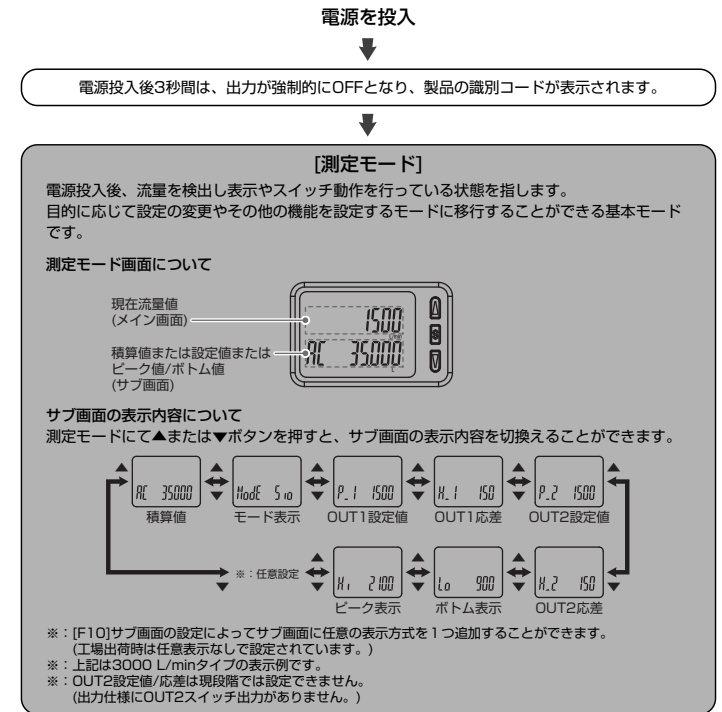 電源を投入
電源投入後3秒間は、出力が強制的にOFFとなり、製品の識別コードが表示されます。
[測定モード]
電源投入後、流量を検出し表示やスイッチ動作を行っている状態を指します。
目的に応じて設定の変更やその他の機能を設定するモードに移行することができる基本モード
です。
測定モード画面について
現在流量値
(メイン画面)
1500
L/min
積算値または設定値または
ピーク値/ボトム値
(サブ画面)
AC 35000
L
S
サブ画面の表示内容について
測定モードにて▲または▼ボタンを押すと、サブ画面の表示内容を切換えることができます。
AC 35000
ModE S io
P_1 1500
H_1 150
P_2 1500
積算値
モード表示
OUT1設定値
OUT1応差
OUT2設定値
※:任意設定
Hi 2100
Lo 900
H_2 150
ピーク表示
ボトム表示
OUT2応差
※:[F10]サブ画面の設定によってサブ画面に任意の表示方式を1つ追加することができます。
(工場出荷時は任意表示なしで設定されています。)
※:上記は3000 L/minタイプの表示例です。
※:OUT2設定値/応差は現段階では設定できません。
(出力仕様にOUT2スイッチ出力がありません。)